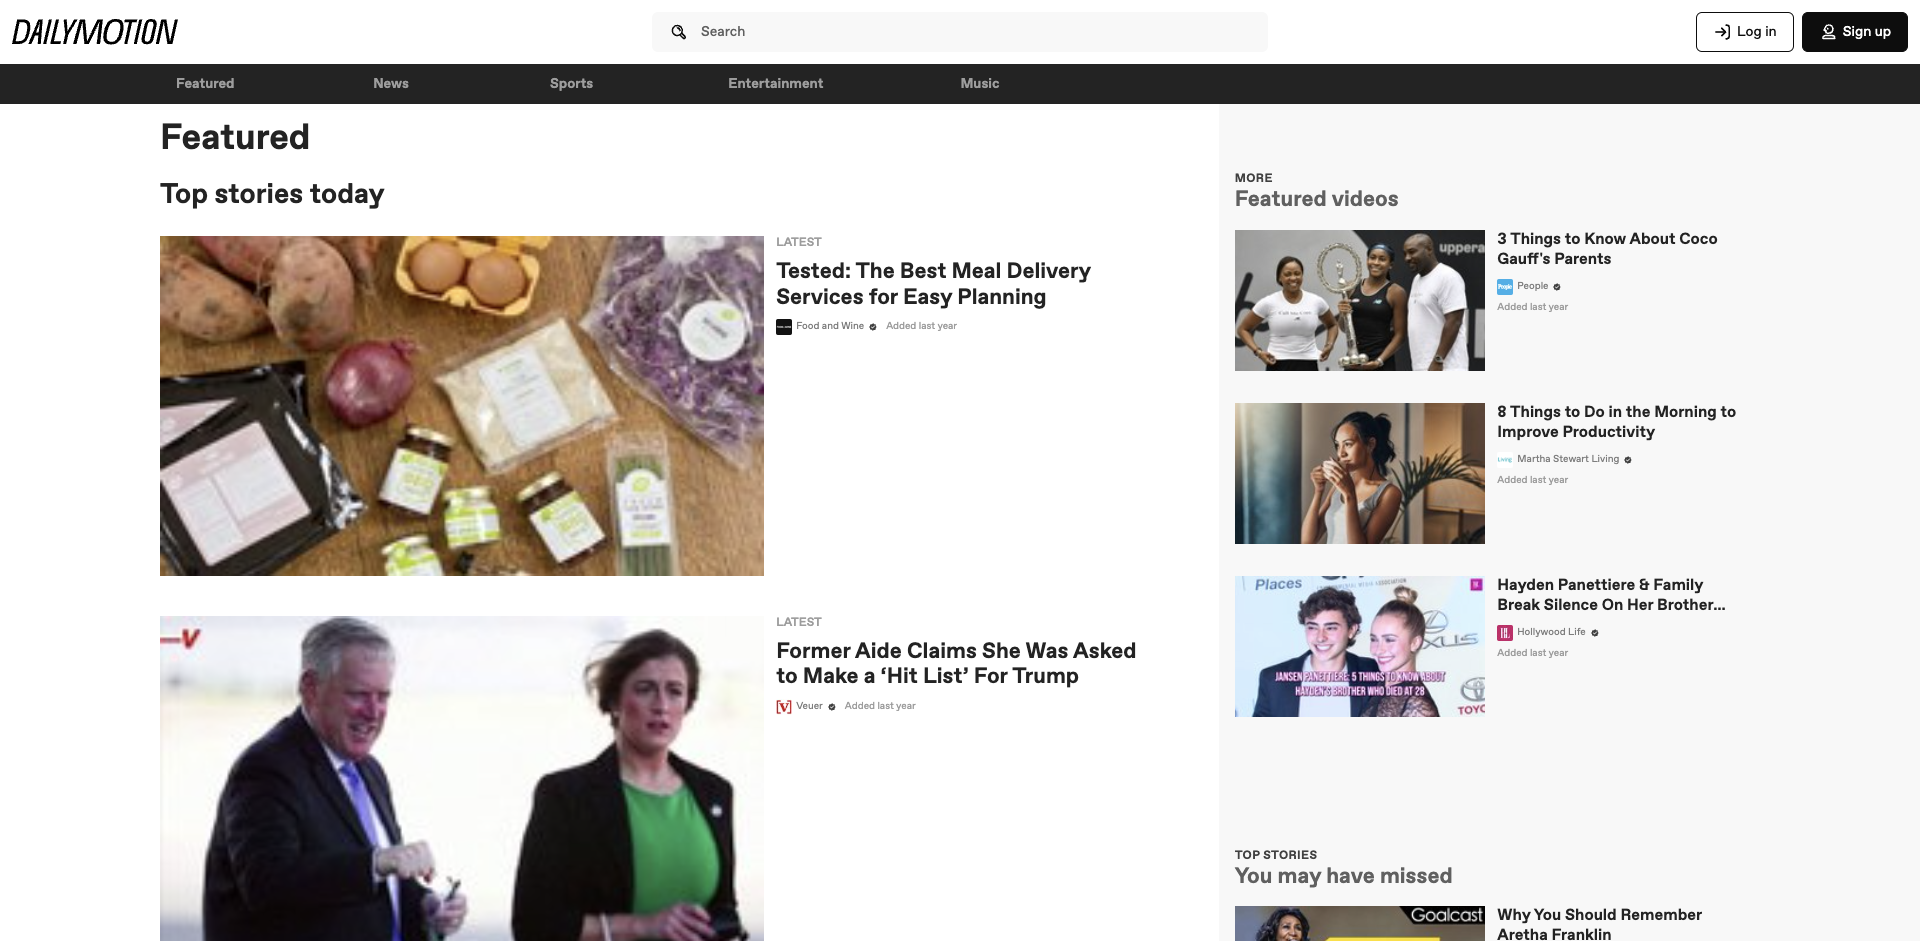 DAILYMOTION
Search
Log in
Sign up
Featured
News
Sports
Entertainment
Music
Featured
Top stories today
LATEST
Tested: The Best Meal Delivery
Services for Easy Planning
Food and Wine
Added last year
LATEST
Former Aide Claims She Was Asked
to Make a ‘Hit List’ For Trump
Veuer
Added last year
MORE
Featured videos
uppera
3 Things to Know About Coco
Gauff's Parents
People
Added last year
8 Things to Do in the Morning to
Improve Productivity
Martha Stewart Living
Added last year
Places
JANSEN PANETTIERE: 5 THINGS TO KNOW ABOUT
HAYDEN'S BROTHER WHO DIED AT 28
Hayden Panettiere & Family
Break Silence On Her Brother...
Hollywood Life
Added last year
TOP STORIES
You may have missed
Goalcast
Why You Should Remember
Aretha Franklin